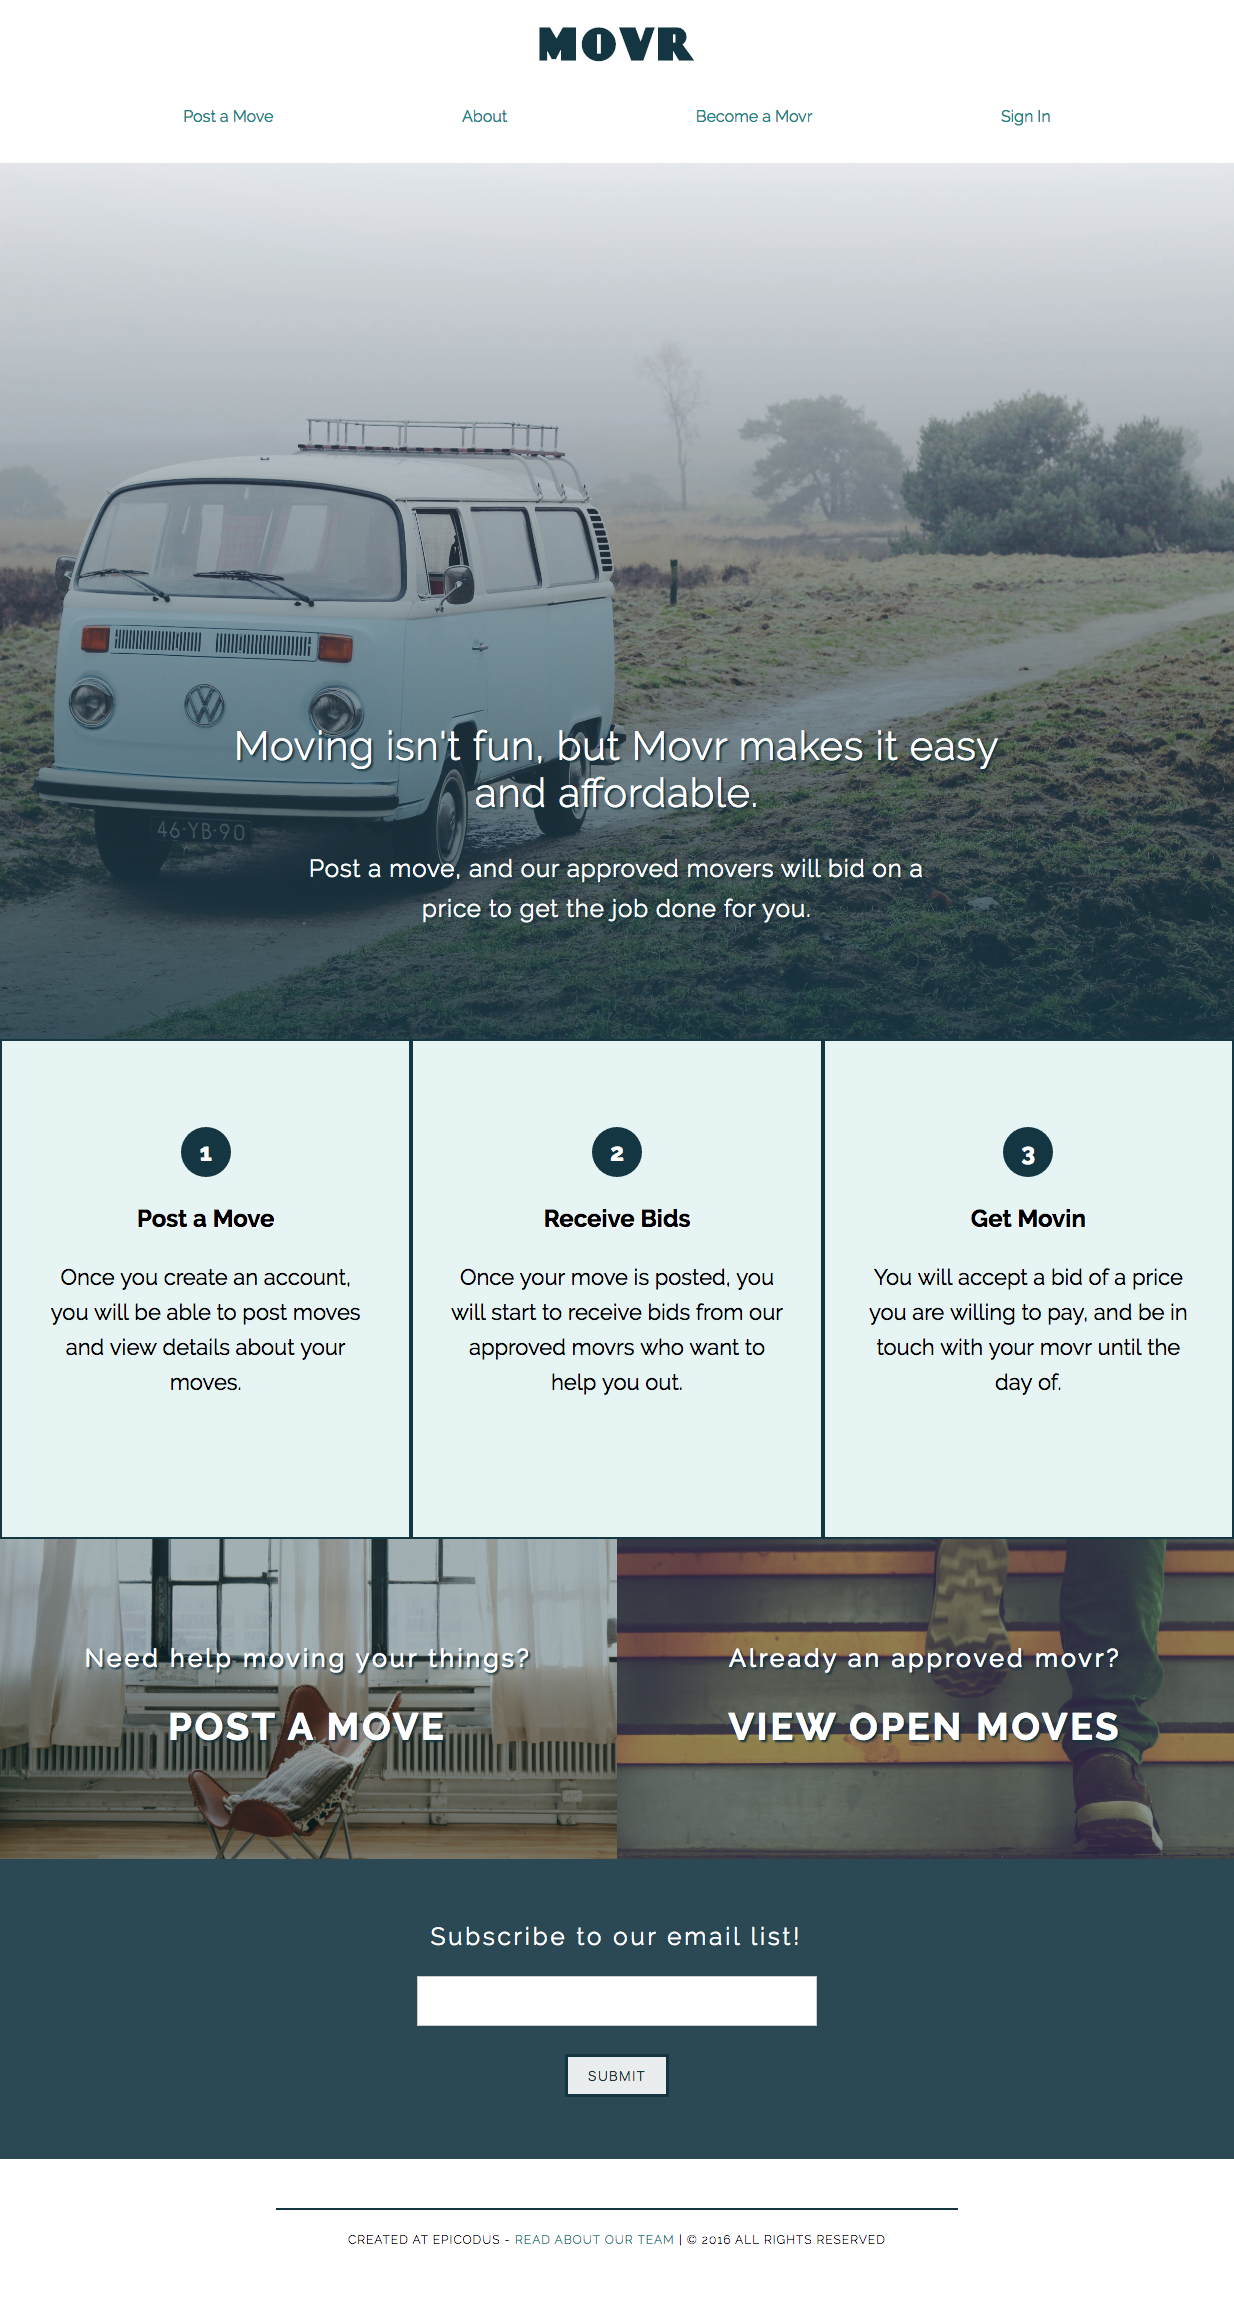 MOVR
Post a Move
About
Become a Movr
Sign In
Moving isn't fun, but Movr makes it easy
and affordable.
46-YB-90
Post a move, and our approved movers will bid on a
price to get the job done for you.
1
Post a Move
Once you create an account,
you will be able to post moves
and view details about your
moves.
2
Receive Bids
Once your move is posted, you
will start to receive bids from our
approved movrs who want to
help you out.
3
Get Movin
You will accept a bid of a price
you are willing to pay, and be in
touch with your movr until the
day of.
Need help moving your things?
POST A MOVE
Already an approved movr?
VIEW OPEN MOVES
Subscribe to our email list!
SUBMIT
CREATED AT EPICODUS - READ ABOUT OUR TEAM | © 2016 ALL RIGHTS RESERVED